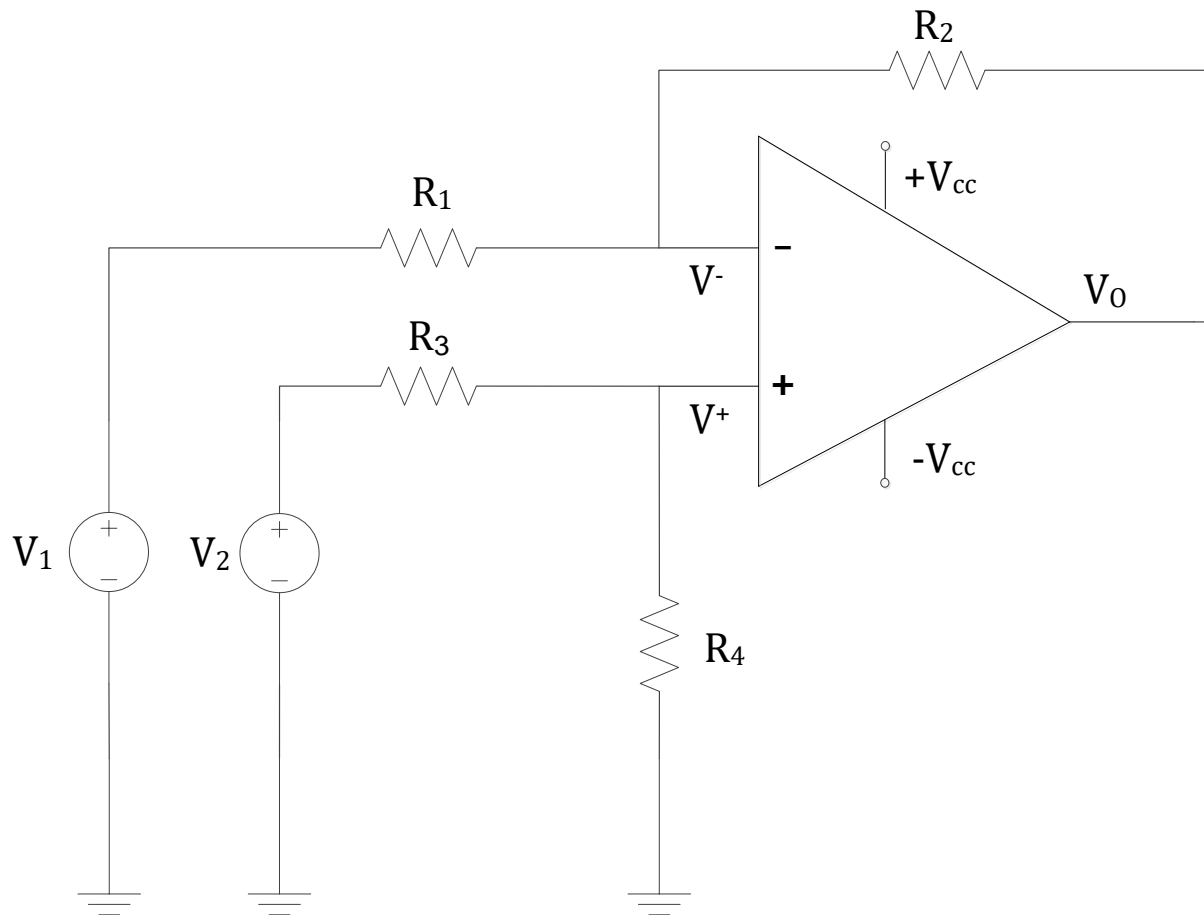 R₂
+Vcc
R₁
-
V⁻
V₀
R₃
+
V⁺
-Vcc
+
+
V₁
V₂
−
−
R₄